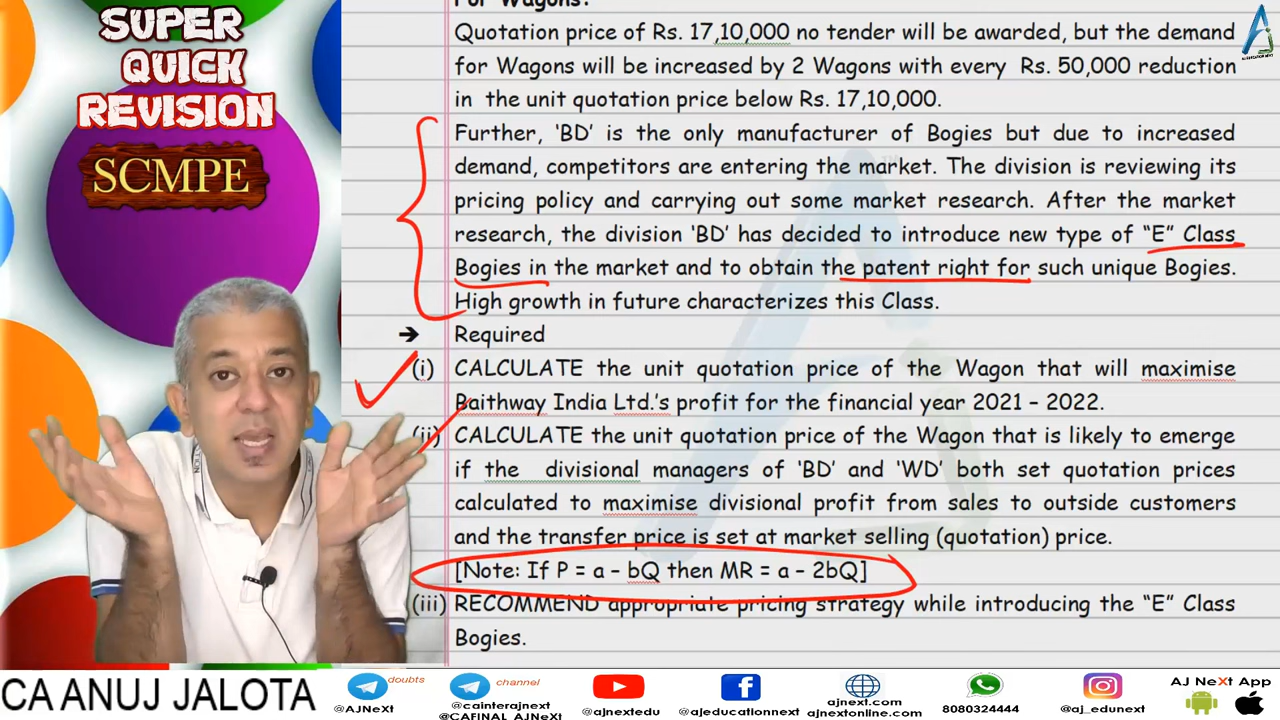 SUPER
QUICK
REVISION
SCMPE
For Wagons:
Quotation price of Rs. 17,10,000 no tender will be awarded, but the demand
for Wagons will be increased by 2 Wagons with every Rs. 50,000 reduction
in the unit quotation price below Rs. 17,10,000.
Further, ‘BD’ is the only manufacturer of Bogies but due to increased
demand, competitors are entering the market. The division is reviewing its
pricing policy and carrying out some market research. After the market
research, the division ‘BD’ has decided to introduce new type of “E” Class
Bogies in the market and to obtain the patent right for such unique Bogies.
High growth in future characterizes this Class.
➔ Required
(i) CALCULATE the unit quotation price of the Wagon that will maximise
Baithway India Ltd.’s profit for the financial year 2021 – 2022.
(ii) CALCULATE the unit quotation price of the Wagon that is likely to emerge
if the divisional managers of ‘BD’ and ‘WD’ both set quotation prices
calculated to maximise divisional profit from sales to outside customers
and the transfer price is set at market selling (quotation) price.
[Note: If P = a – bQ then MR = a – 2bQ]
(iii) RECOMMEND appropriate pricing strategy while introducing the “E” Class
Bogies.
CA ANUJ JALOTA
doubts
@AJNeXt
channel
@cainterajnext
@CAFINAL_AJNeXt
@ajnextedu
@ajeducationnext
ajnext.com
ajnextonline.com
8080324444
@aj_edunext
AJ NeXt App